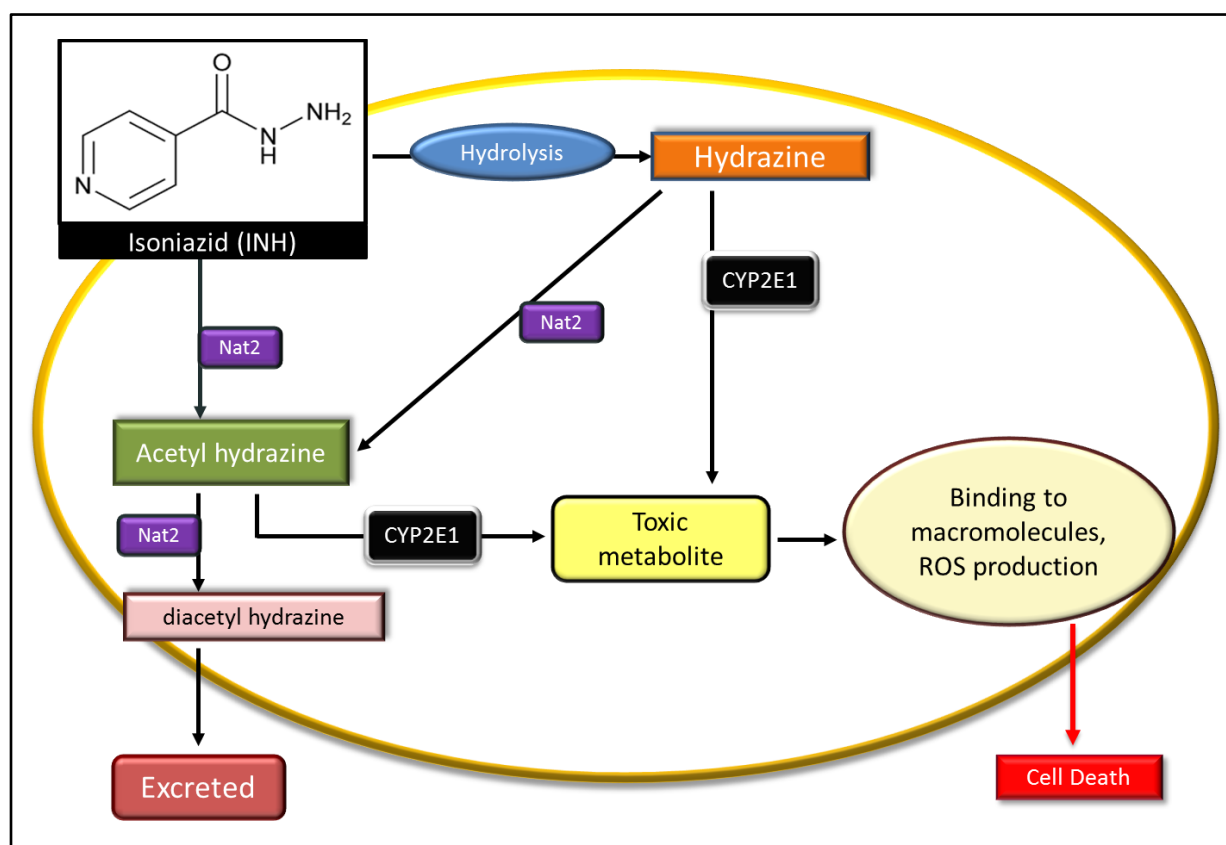 O
NH₂
N
H
N
Isoniazid (INH)
Hydrolysis
Hydrazine
CYP2E1
Nat2
Nat2
Acetyl hydrazine
Nat2
CYP2E1
Toxic
metabolite
Binding to
macromolecules,
ROS production
diacetyl hydrazine
Excreted
Cell Death